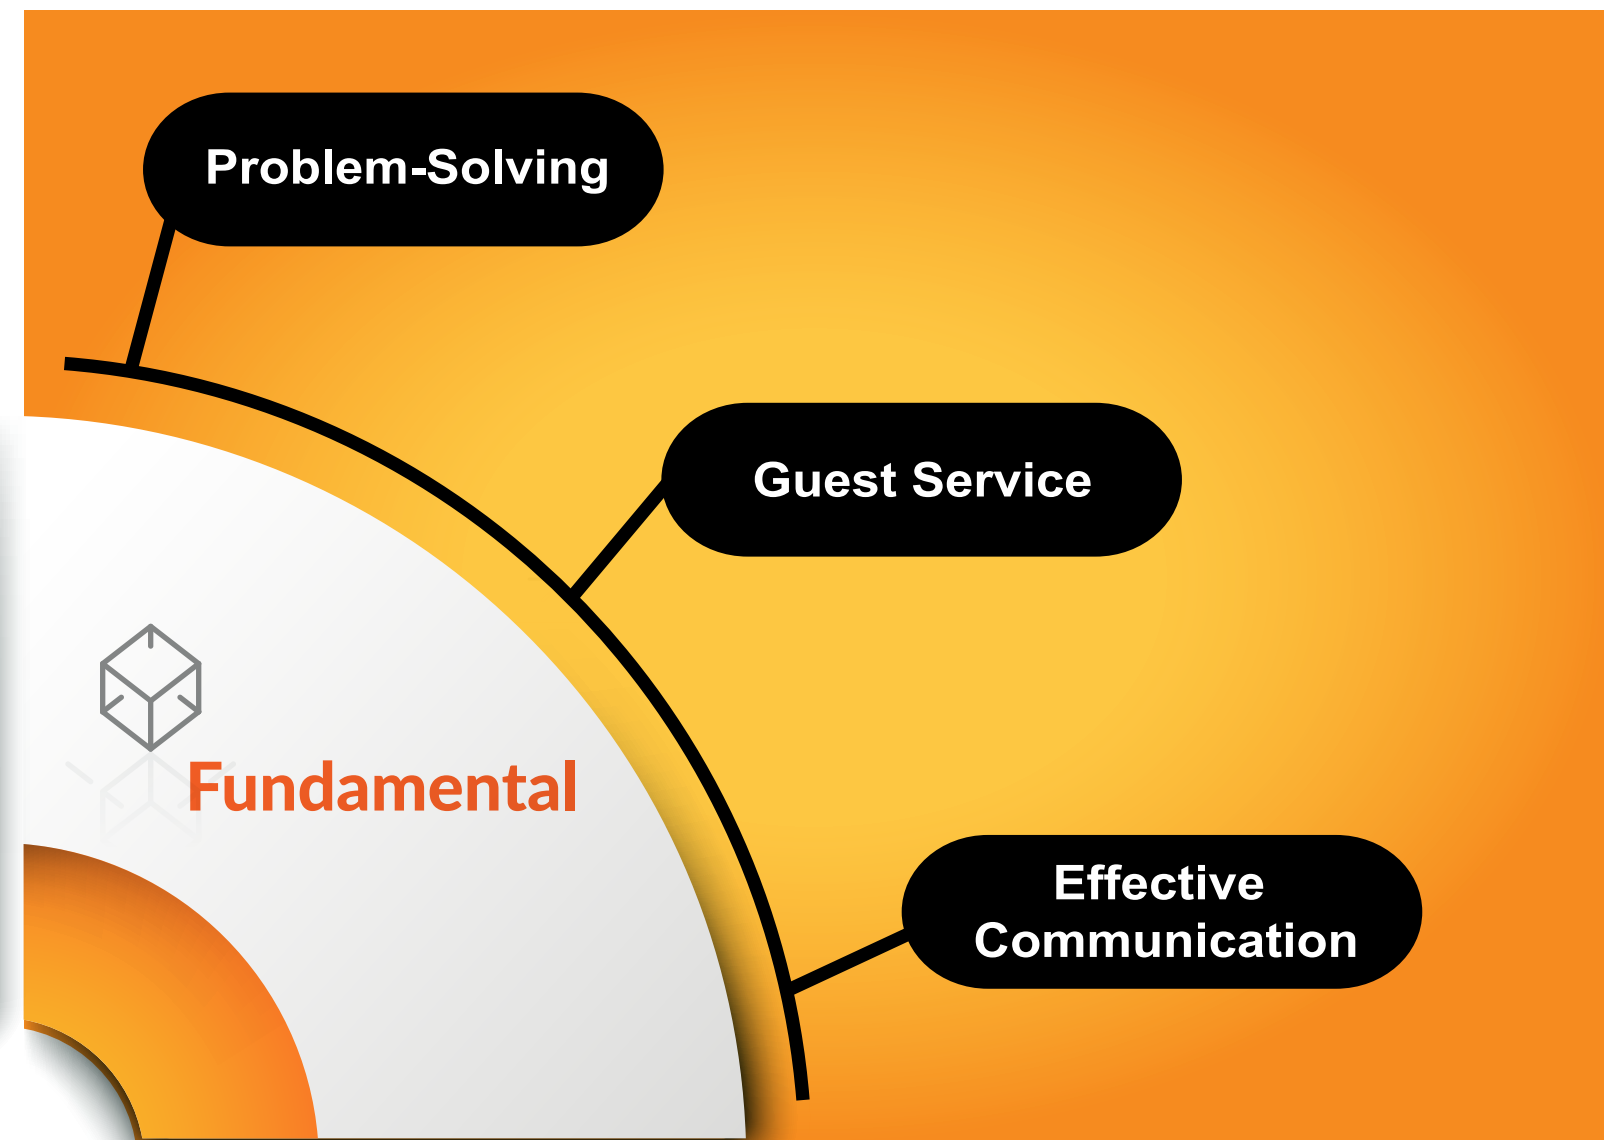 Problem-Solving
Guest Service
Fundamental
Effective
Communication